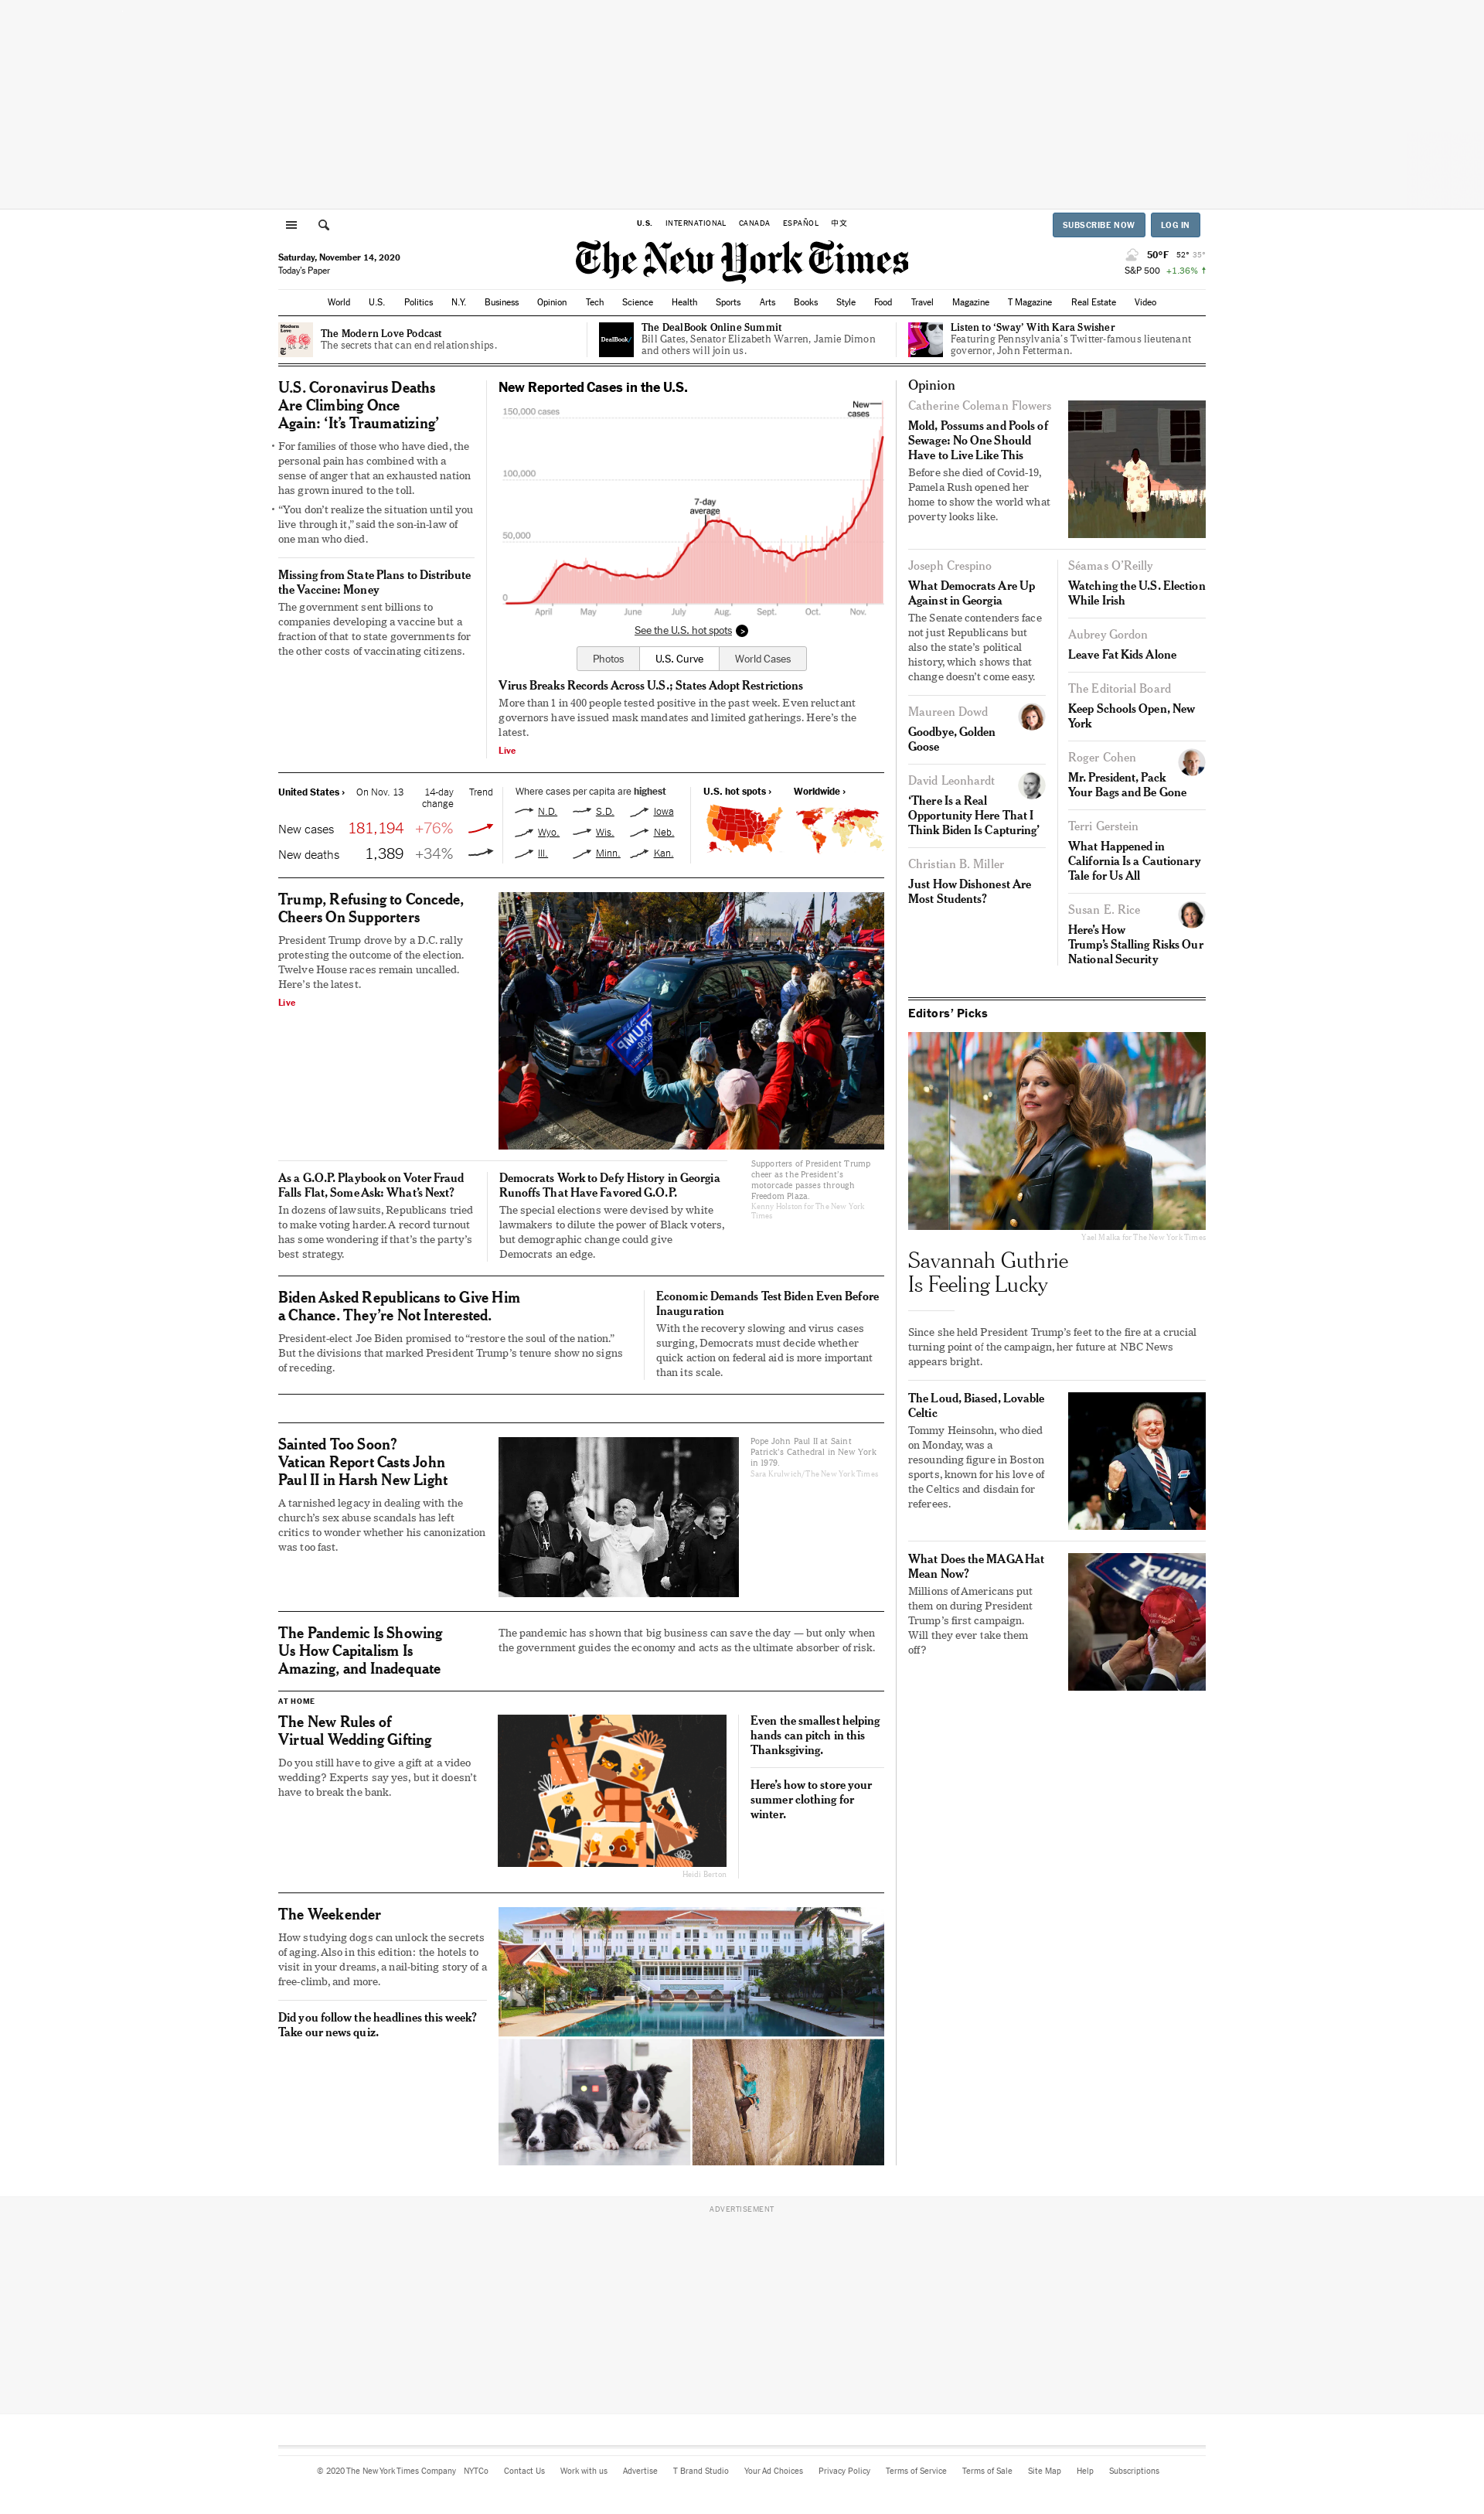 U.S.
INTERNATIONAL
CANADA
ESPAÑOL
中文
SUBSCRIBE NOW
LOG IN
Saturday, November 14, 2020
Today's Paper
The New York Times
50°F 52° 35°
S&P 500 +1.36% ↑
World
U.S.
Politics
N.Y.
Business
Opinion
Tech
Science
Health
Sports
Arts
Books
Style
Food
Travel
Magazine
T Magazine
Real Estate
Video
Modern
Love
The Modern Love Podcast
The secrets that can end relationships.
DealBook/
The DealBook Online Summit
Bill Gates, Senator Elizabeth Warren, Jamie Dimon
and others will join us.
Sway
Listen to ‘Sway’ With Kara Swisher
Featuring Pennsylvania’s Twitter-famous lieutenant
governor, John Fetterman.
U.S. Coronavirus Deaths
Are Climbing Once
Again: ‘It’s Traumatizing’
• For families of those who have died, the
personal pain has combined with a
sense of anger that an exhausted nation
has grown inured to the toll.
• “You don’t realize the situation until you
live through it,” said the son-in-law of
one man who died.
Missing from State Plans to Distribute
the Vaccine: Money
The government sent billions to
companies developing a vaccine but a
fraction of that to state governments for
the other costs of vaccinating citizens.
New Reported Cases in the U.S.
150,000 cases
New
cases
100,000
7-day
average
50,000
0
April
May
June
July
Aug.
Sept.
Oct.
Nov.
See the U.S. hot spots >
Photos
U.S. Curve
World Cases
Virus Breaks Records Across U.S.; States Adopt Restrictions
More than 1 in 400 people tested positive in the past week. Even reluctant
governors have issued mask mandates and limited gatherings. Here’s the
latest.
Live
United States › On Nov. 13 14-day
change
Trend
New cases 181,194 +76%
New deaths 1,389 +34%
Where cases per capita are highest
N.D. S.D. Iowa
Wyo. Wis. Neb.
Ill. Minn. Kan.
U.S. hot spots ›
Worldwide ›
Trump, Refusing to Concede,
Cheers On Supporters
President Trump drove by a D.C. rally
protesting the outcome of the election.
Twelve House races remain uncalled.
Here’s the latest.
Live
TRUMP
Supporters of President Trump
cheer as the President's
motorcade passes through
Freedom Plaza.
Kenny Holston for The New York
Times
As a G.O.P. Playbook on Voter Fraud
Falls Flat, Some Ask: What’s Next?
In dozens of lawsuits, Republicans tried
to make voting harder. A record turnout
has some wondering if that’s the party’s
best strategy.
Democrats Work to Defy History in Georgia
Runoffs That Have Favored G.O.P.
The special elections were devised by white
lawmakers to dilute the power of Black voters,
but demographic change could give
Democrats an edge.
Biden Asked Republicans to Give Him
a Chance. They’re Not Interested.
President-elect Joe Biden promised to “restore the soul of the nation.”
But the divisions that marked President Trump’s tenure show no signs
of receding.
Economic Demands Test Biden Even Before
Inauguration
With the recovery slowing and virus cases
surging, Democrats must decide whether
quick action on federal aid is more important
than its scale.
Sainted Too Soon?
Vatican Report Casts John
Paul II in Harsh New Light
A tarnished legacy in dealing with the
church’s sex abuse scandals has left
critics to wonder whether his canonization
was too fast.
Pope John Paul II at Saint
Patrick's Cathedral in New York
in 1979.
Sara Krulwich/The New York Times
The Pandemic Is Showing
Us How Capitalism Is
Amazing, and Inadequate
The pandemic has shown that big business can save the day — but only when
the government guides the economy and acts as the ultimate absorber of risk.
AT HOME
The New Rules of
Virtual Wedding Gifting
Do you still have to give a gift at a video
wedding? Experts say yes, but it doesn’t
have to break the bank.
Heidi Berton
Even the smallest helping
hands can pitch in this
Thanksgiving.
Here’s how to store your
summer clothing for
winter.
The Weekender
How studying dogs can unlock the secrets
of aging. Also in this edition: the hotels to
visit in your dreams, a nail-biting story of a
free-climb, and more.
Did you follow the headlines this week?
Take our news quiz.
Opinion
Catherine Coleman Flowers
Mold, Possums and Pools of
Sewage: No One Should
Have to Live Like This
Before she died of Covid-19,
Pamela Rush opened her
home to show the world what
poverty looks like.
Joseph Crespino
What Democrats Are Up
Against in Georgia
The Senate contenders face
not just Republicans but
also the state’s political
history, which shows that
change doesn’t come easy.
Maureen Dowd
Goodbye, Golden
Goose
David Leonhardt
‘There Is a Real
Opportunity Here That I
Think Biden Is Capturing’
Christian B. Miller
Just How Dishonest Are
Most Students?
Séamas O’Reilly
Watching the U.S. Election
While Irish
Aubrey Gordon
Leave Fat Kids Alone
The Editorial Board
Keep Schools Open, New
York
Roger Cohen
Mr. President, Pack
Your Bags and Be Gone
Terri Gerstein
What Happened in
California Is a Cautionary
Tale for Us All
Susan E. Rice
Here’s How
Trump’s Stalling Risks Our
National Security
Editors’ Picks
Yael Malka for The New York Times
Savannah Guthrie
Is Feeling Lucky
Since she held President Trump’s feet to the fire at a crucial
turning point of the campaign, her future at NBC News
appears bright.
The Loud, Biased, Lovable
Celtic
Tommy Heinsohn, who died
on Monday, was a
resounding figure in Boston
sports, known for his love of
the Celtics and disdain for
referees.
What Does the MAGA Hat
Mean Now?
Millions of Americans put
them on during President
Trump’s first campaign.
Will they ever take them
off?
TRUMP
ADVERTISEMENT
© 2020 The New York Times Company
NYTCo
Contact Us
Work with us
Advertise
T Brand Studio
Your Ad Choices
Privacy Policy
Terms of Service
Terms of Sale
Site Map
Help
Subscriptions